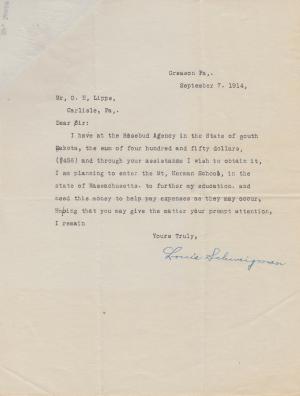 Greason Pa,.
September 7. 1914,
Mr, O. H, Lipps,
Carlisle, Pa,.
Dear Sir:
I have at the Rosebud Agency in the State of south
Dakota, the sum of four hundred and fifty dollars,
($450) and through your assistance I wish to obtain it,
I am planning to enter the Mt, Herman School, in the
state of Massachusetts. to further my education. and
need this money to help pay expenses as they may occur,
Hoping that you may give the matter your prompt attention,
I remain
Yours Truly,
Louis Schweigman